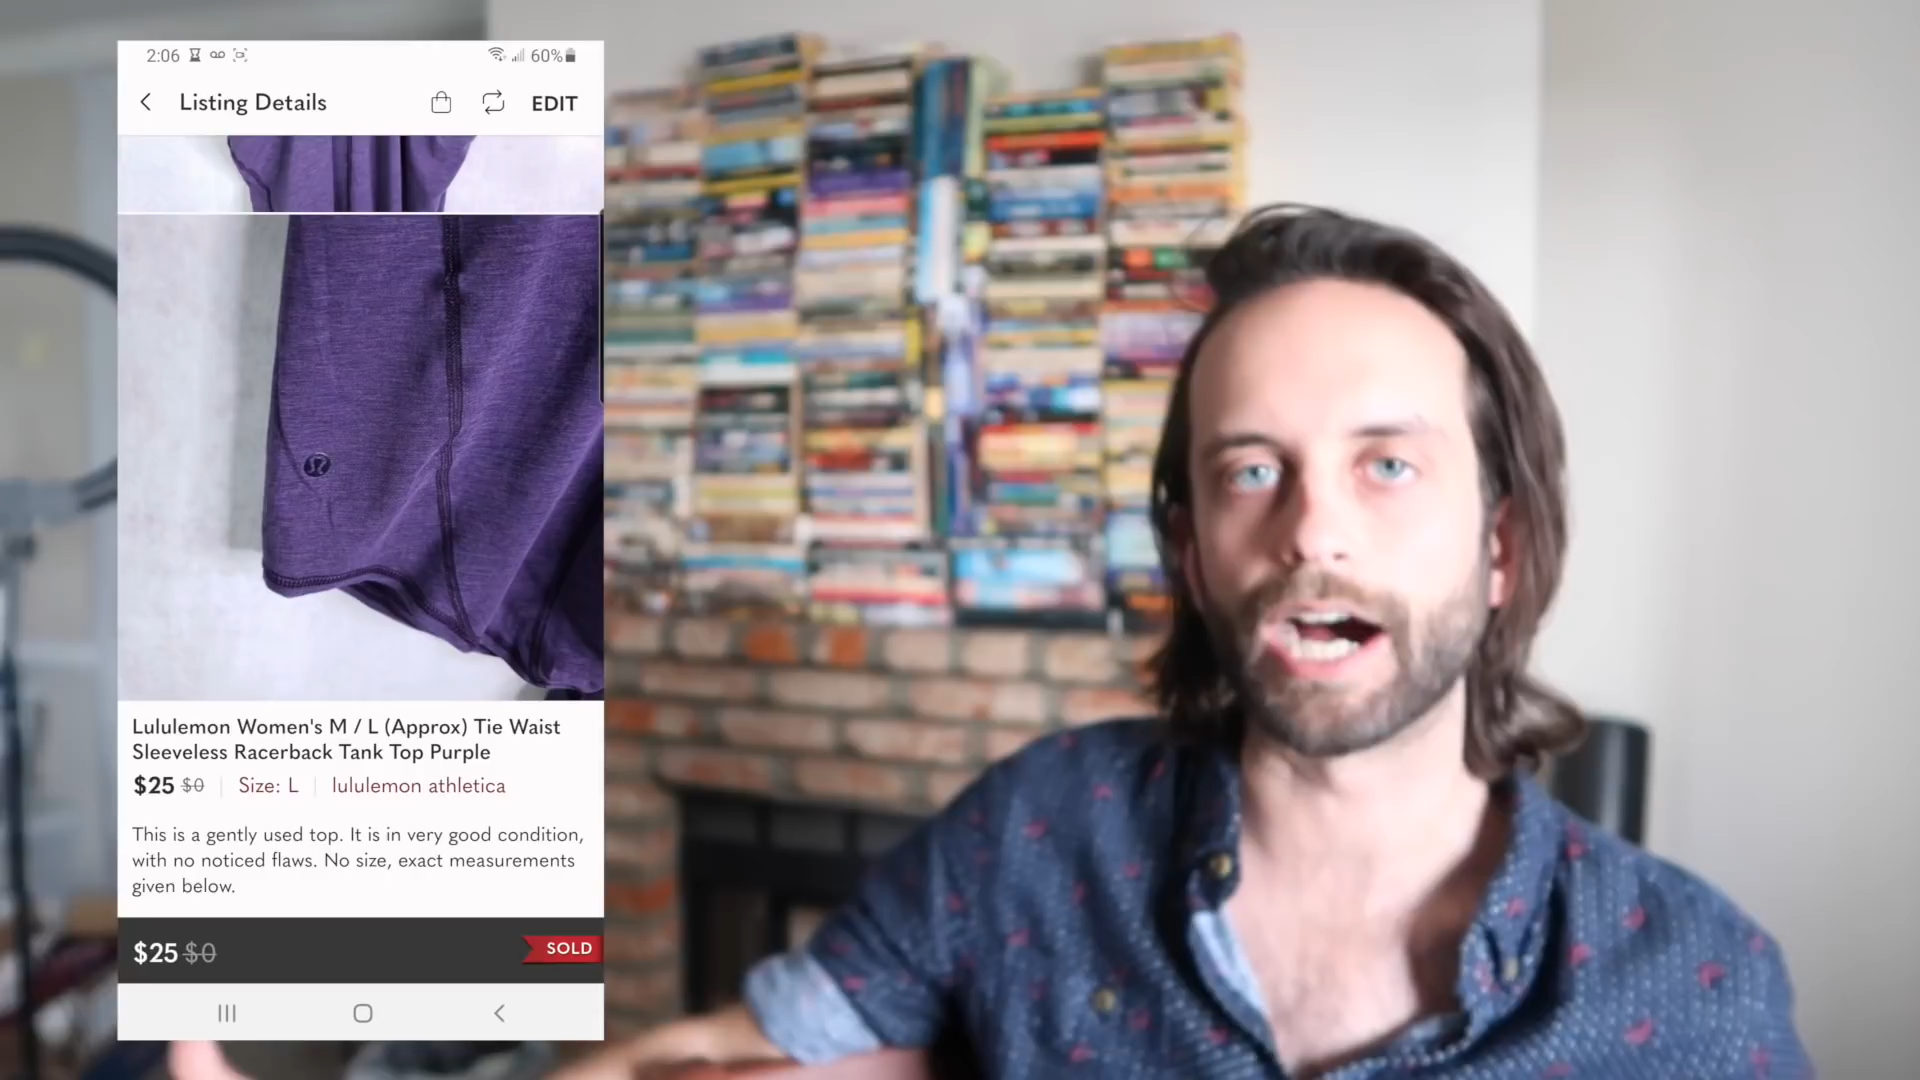 2:06 60%
Listing Details EDIT
Lululemon Women's M / L (Approx) Tie Waist
Sleeveless Racerback Tank Top Purple
$25 $0 Size: L lululemon athletica
This is a gently used top. It is in very good condition,
with no noticed flaws. No size, exact measurements
given below.
$25 $0 SOLD